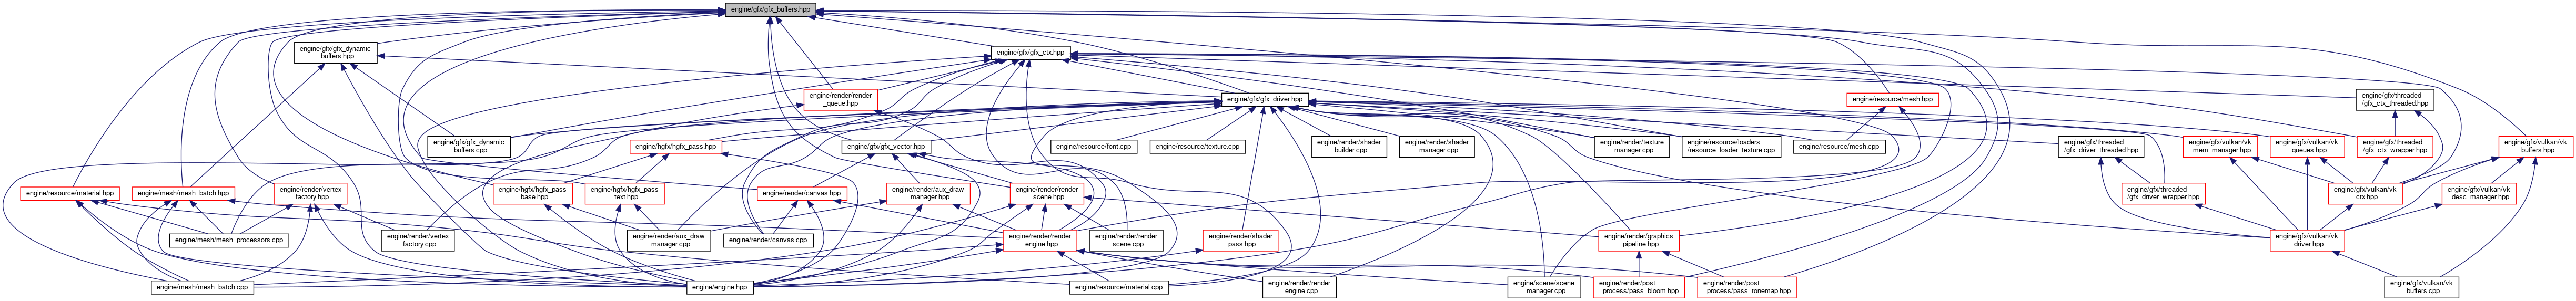 engine/gfx/gfx_buffers.hpp
engine/gfx/gfx_dynamic
_buffers.hpp
engine/gfx/gfx_ctx.hpp
engine/render/render
_queue.hpp
engine/gfx/gfx_driver.hpp
engine/resource/mesh.hpp
engine/gfx/threaded
/gfx_ctx_threaded.hpp
engine/gfx/gfx_dynamic
_buffers.cpp
engine/hgfx/hgfx_pass.hpp
engine/gfx/gfx_vector.hpp
engine/resource/font.cpp
engine/resource/texture.cpp
engine/render/shader
_builder.cpp
engine/render/shader
_manager.cpp
engine/render/texture
_manager.cpp
engine/resource/loaders
/resource_loader_texture.cpp
engine/resource/mesh.cpp
engine/gfx/threaded
/gfx_driver_threaded.hpp
engine/gfx/vulkan/vk
_mem_manager.hpp
engine/gfx/vulkan/vk
_queues.hpp
engine/gfx/threaded
/gfx_ctx_wrapper.hpp
engine/gfx/vulkan/vk
_buffers.hpp
engine/resource/material.hpp
engine/mesh/mesh_batch.hpp
engine/render/vertex
_factory.hpp
engine/hgfx/hgfx_pass
_base.hpp
engine/hgfx/hgfx_pass
_text.hpp
engine/render/canvas.hpp
engine/render/aux_draw
_manager.hpp
engine/render/render
_scene.hpp
engine/gfx/threaded
/gfx_driver_wrapper.hpp
engine/gfx/vulkan/vk
_ctx.hpp
engine/gfx/vulkan/vk
_desc_manager.hpp
engine/mesh/mesh_processors.cpp
engine/render/vertex
_factory.cpp
engine/render/aux_draw
_manager.cpp
engine/render/canvas.cpp
engine/render/render
_engine.hpp
engine/render/render
_scene.cpp
engine/render/shader
_pass.hpp
engine/render/graphics
_pipeline.hpp
engine/gfx/vulkan/vk
_driver.hpp
engine/mesh/mesh_batch.cpp
engine/engine.hpp
engine/resource/material.cpp
engine/render/render
_engine.cpp
engine/scene/scene
_manager.cpp
engine/render/post
_process/pass_bloom.hpp
engine/render/post
_process/pass_tonemap.hpp
engine/gfx/vulkan/vk
_buffers.cpp